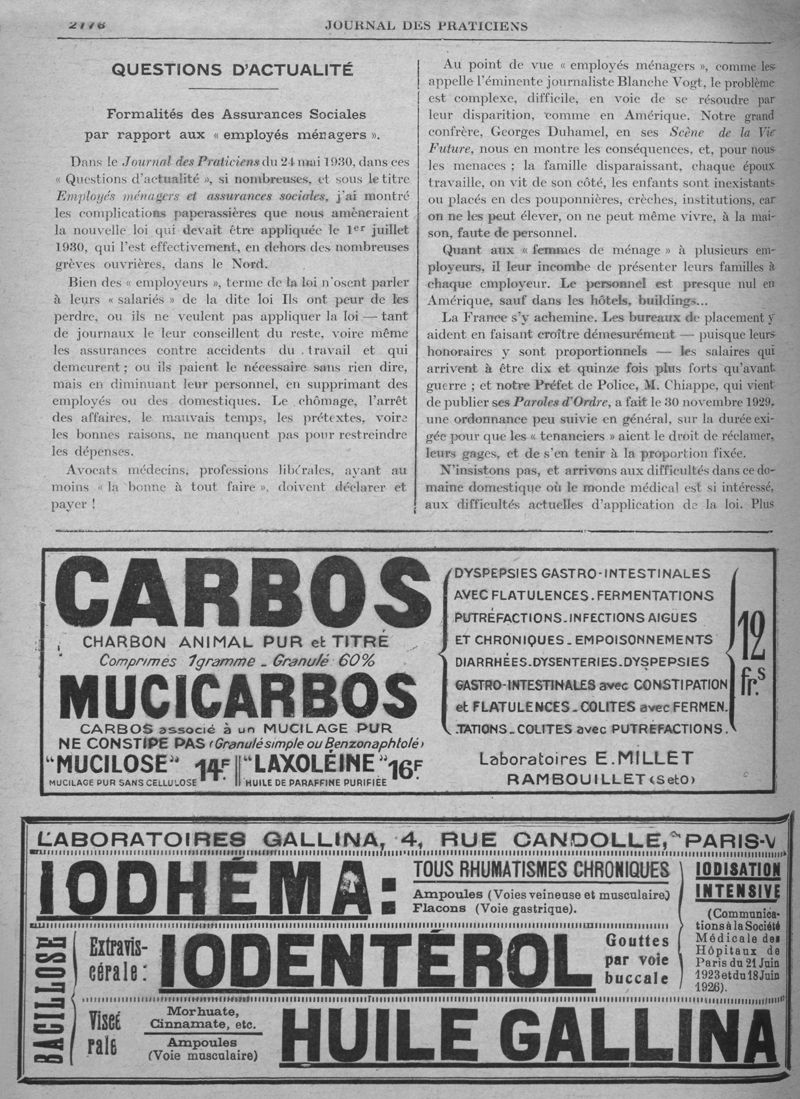 2776
JOURNAL DES PRATICIENS
QUESTIONS D'ACTUALITÉ
Formalités des Assurances Sociales
par rapport aux « employés ménagers ».
Dans le Journal des Praticiens du 24 mai 1930, dans ces
« Questions d'actualité », si nombreuses, et sous le titre
Employés ménagers et assurances sociales, j'ai montré
les complications paperassières que nous amèneraient
la nouvelle loi qui devait être appliquée le 1er juillet
1930, qui l'est effectivement, en dehors des nombreuses
grèves ouvrières, dans le Nord.
Bien des « employeurs », terme de la loi n'osent parler
à leurs « salariés » de la dite loi Ils ont peur de les
perdre, ou ils ne veulent pas appliquer la loi — tant
de journaux le leur conseillent du reste, voire même
les assurances contre accidents du travail et qui
demeurent ; ou ils paient le nécessaire sans rien dire,
mais en diminuant leur personnel, en supprimant des
employés ou des domestiques. Le chômage, l'arrêt
des affaires, le mauvais temps, les prétextes, voire
les bonnes raisons, ne manquent pas pour restreindre
les dépenses.
Avocats médecins, professions libérales, ayant au
moins « la bonne à tout faire », doivent déclarer et
payer !
Au point de vue « employés ménagers », comme les
appelle l'éminente journaliste Blanche Vogt, le problème
est complexe, difficile, en voie de se résoudre par
leur disparition, comme en Amérique. Notre grand
confrère, Georges Duhamel, en ses Scène de la Vie
Future, nous en montre les conséquences, et, pour nous
les menaces ; la famille disparaissant, chaque époux
travaille, on vit de son côté, les enfants sont inexistants
ou placés en des pouponnières, crèches, institutions, car
on ne les peut élever, on ne peut même vivre, à la mai-
son, faute de personnel.
Quant aux « femmes de ménage » à plusieurs em-
ployeurs, il leur incombe de présenter leurs familles à
chaque employeur. Le personnel est presque nul en
Amérique, sauf dans les hôtels, buildings...
La France s'y achemine. Les bureaux de placement y
aident en faisant croître démesurément — puisque leurs
honoraires y sont proportionnels — les salaires qui
arrivent à être dix et quinze fois plus forts qu'avant
guerre ; et notre Préfet de Police, M. Chiappe, qui vient
de publier ses Paroles d'Ordre, a fait le 30 novembre 1929,
une ordonnance peu suivie en général, sur la durée exi-
gée pour que les « tenanciers » aient le droit de réclamer,
leurs gages, et de s'en tenir à la proportion fixée.
N'insistons pas, et arrivons aux difficultés dans ce do-
maine domestique où le monde médical est si intéressé,
aux difficultés actuelles d'application de la loi. Plus
CARBOS
CHARBON ANIMAL PUR et TITRÉ
Comprimés 1gramme - Granulé 60%
MUCICARBOS
CARBOS associé à un MUCILAGE PUR
NE CONSTIPE PAS (Granulé simple ou Benzonaphtolé)
"MUCILOSE" 14F "LAXOLÉINE" 16F
MUCILAGE PUR SANS CELLULOSE HUILE DE PARAFFINE PURIFIÉE
DYSPEPSIES GASTRO-INTESTINALES
AVEC FLATULENCES. FERMENTATIONS
PUTRÉFACTIONS-INFECTIONS AIGUES
ET CHRONIQUES - EMPOISONNEMENTS
DIARRHÉES-DYSENTERIES-DYSPEPSIES
GASTRO-INTESTINALES avec CONSTIPATION
et FLATULENCES - COLITES avec FERMEN.
.TATIONS - COLITES avec PUTREFACTIONS.
12 frs
Laboratoires E. MILLET
RAMBOUILLET (SetO)
LABORATOIRES GALLINA, 4, RUE CANDOLLE, PARIS-V
IODHÉMA:
TOUS RHUMATISMES CHRONIQUES
Ampoules (Voies veineuse et musculaire)
Flacons (Voie gastrique).
IODISATION
INTENSIVE
(Communica-
tions à la Société
Médicale des
Hôpitaux de
Paris du 21 Juin
1923 et du 18 Juin
1926).
BACILLOSE
Extravis-
cérale:
IODENTÉROL
Gouttes
par voie
buccale
Viscé
rale
Morhuate,
Cinnamate, etc.
Ampoules
(Voie musculaire)
HUILE GALLINA